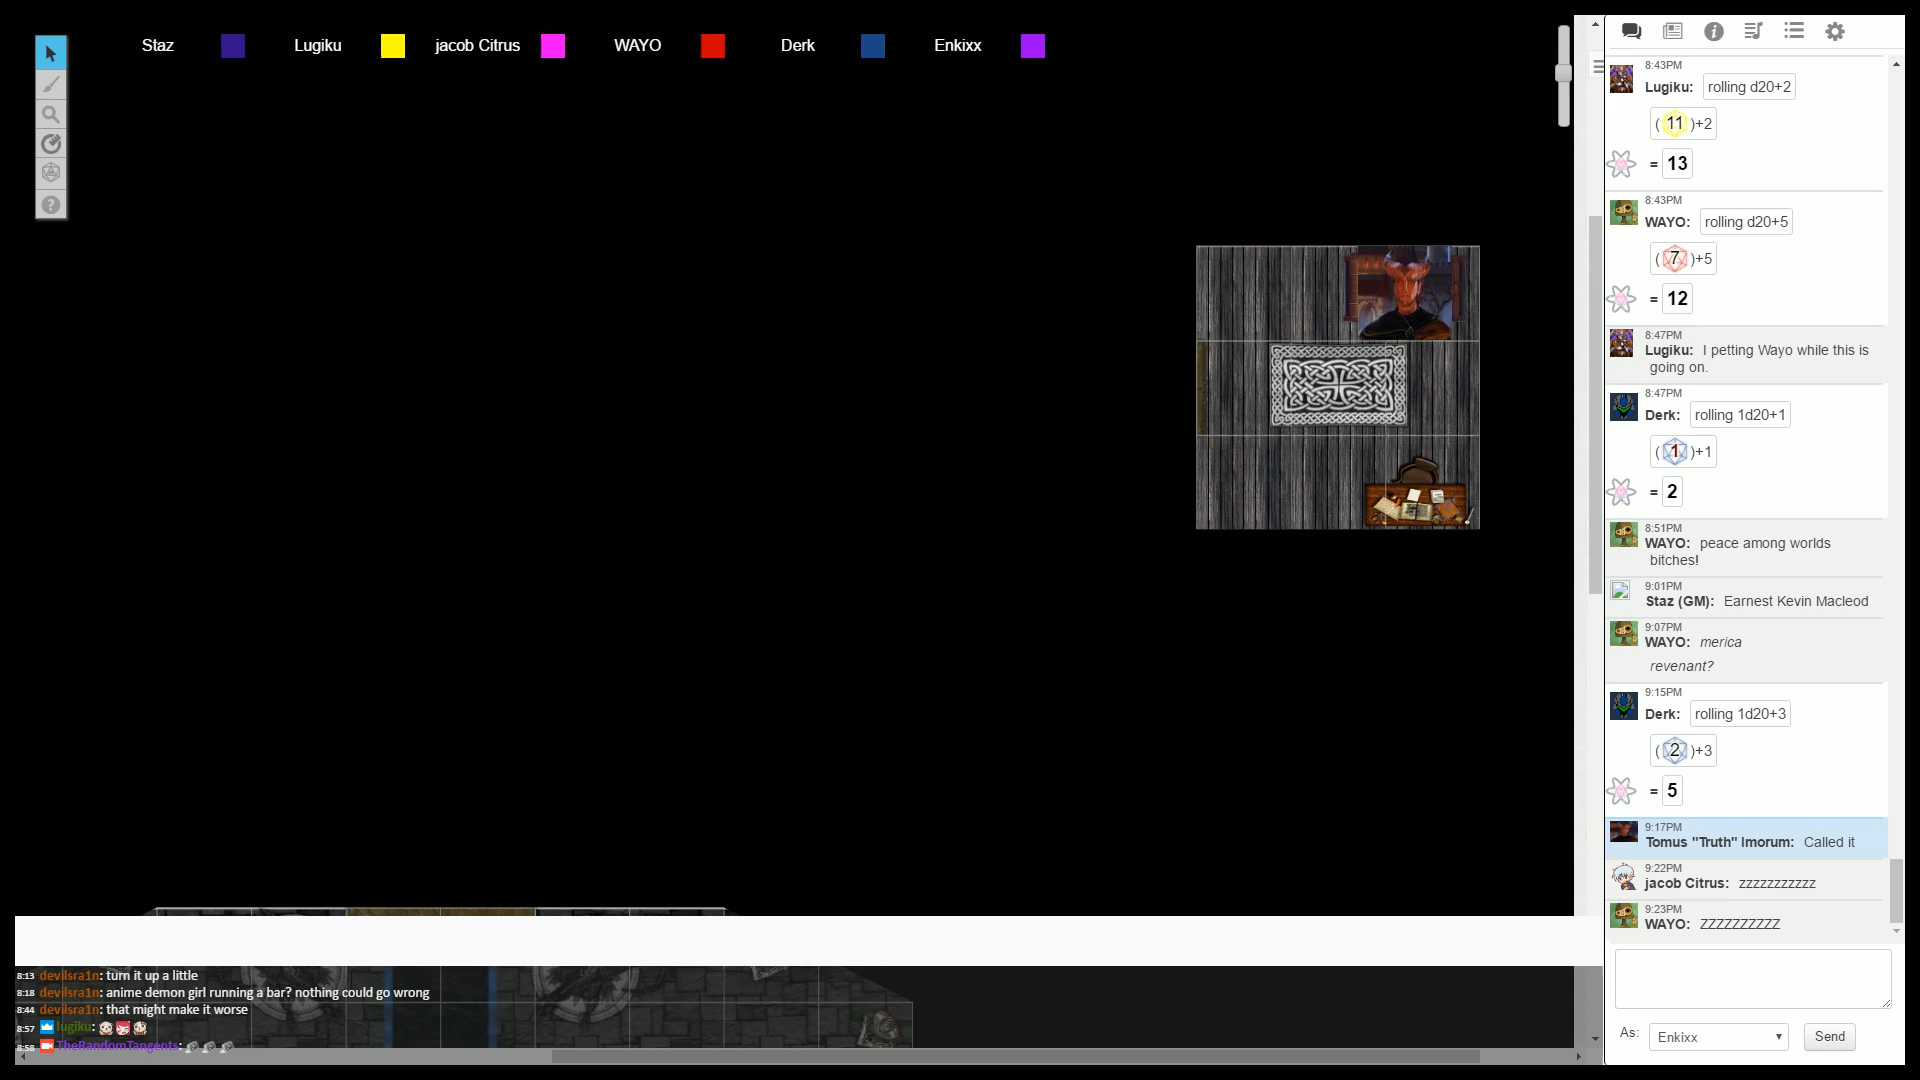 Staz
Lugiku
jacob Citrus
WAYO
Derk
Enkixx
8:43PM
Lugiku: rolling d20+2
(11)+2
= 13
8:43PM
WAYO: rolling d20+5
(7)+5
= 12
8:47PM
Lugiku: I petting Wayo while this is
going on.
8:47PM
Derk: rolling 1d20+1
(1)+1
= 2
8:51PM
WAYO: peace among worlds
bitches!
9:01PM
Staz (GM): Earnest Kevin Macleod
9:07PM
WAYO: merica
revenant?
9:15PM
Derk: rolling 1d20+3
(2)+3
= 5
9:17PM
Tomus "Truth" Imorum: Called it
9:22PM
jacob Citrus: zzzzzzzzzzz
9:23PM
WAYO: ZZZZZZZZZZ
As: Enkixx Send
8:13 devilsra1n: turn it up a little
8:18 devilsra1n: anime demon girl running a bar? nothing could go wrong
8:44 devilsra1n: that might make it worse
8:57 lugiku:
8:58 TheRandomTangents: